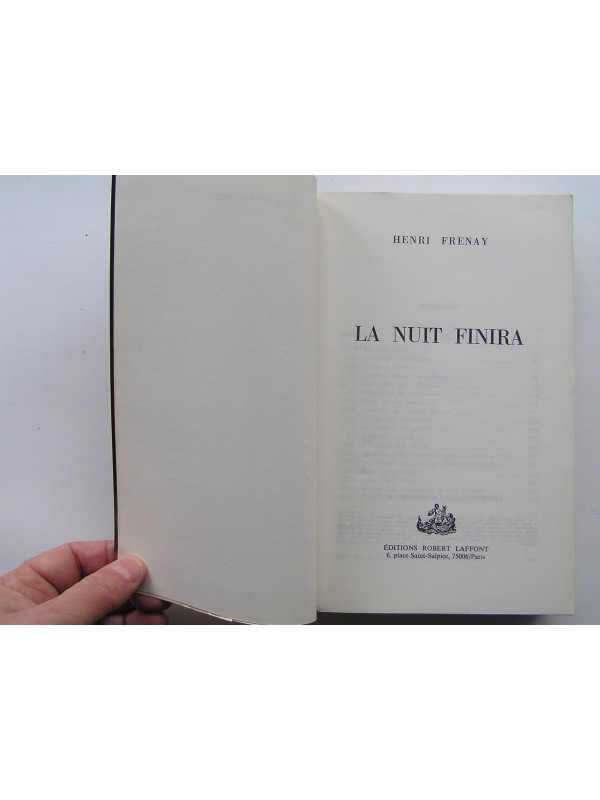 HENRI FRENAY
LA NUIT FINIRA
ÉDITIONS ROBERT LAFFONT
6, place Saint-Sulpice, 75006/Paris